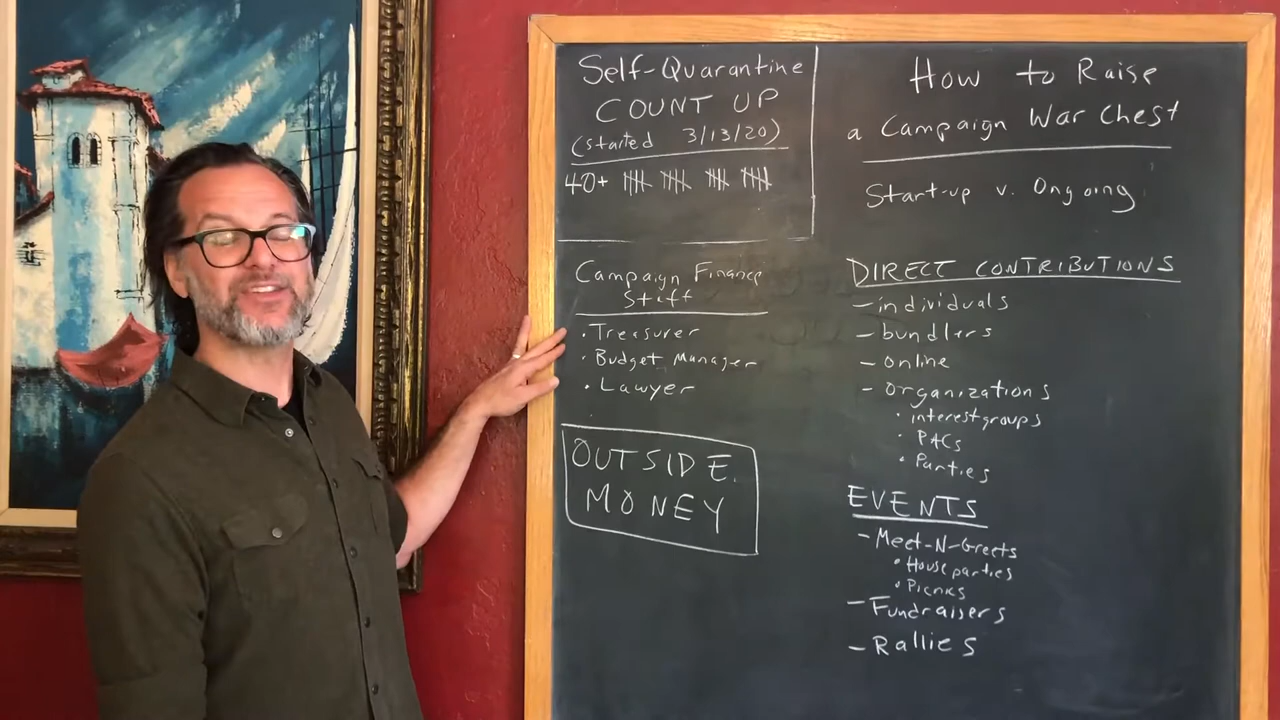 Self-Quarantine
COUNT UP
(started 3/13/20)
40+
Campaign Finance
Staff
• Treasurer
• Budget Manager
• Lawyer
OUTSIDE
MONEY
How to Raise
a Campaign War Chest
Start-up v. Ongoing
DIRECT CONTRIBUTIONS
- individuals
- bundlers
- online
- Organizations
• interest groups
• PACs
• Parties
EVENTS
- Meet-N-Greets
• House parties
• Picnics
- Fundraisers
- Rallies